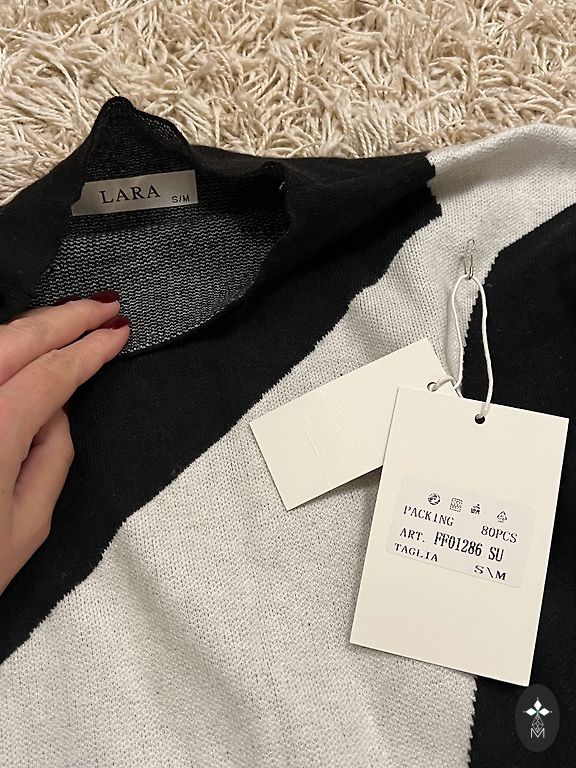 LARA
S/M
PACKING 80PCS
ART. FF01286 SU
TAGLIA S\M
M